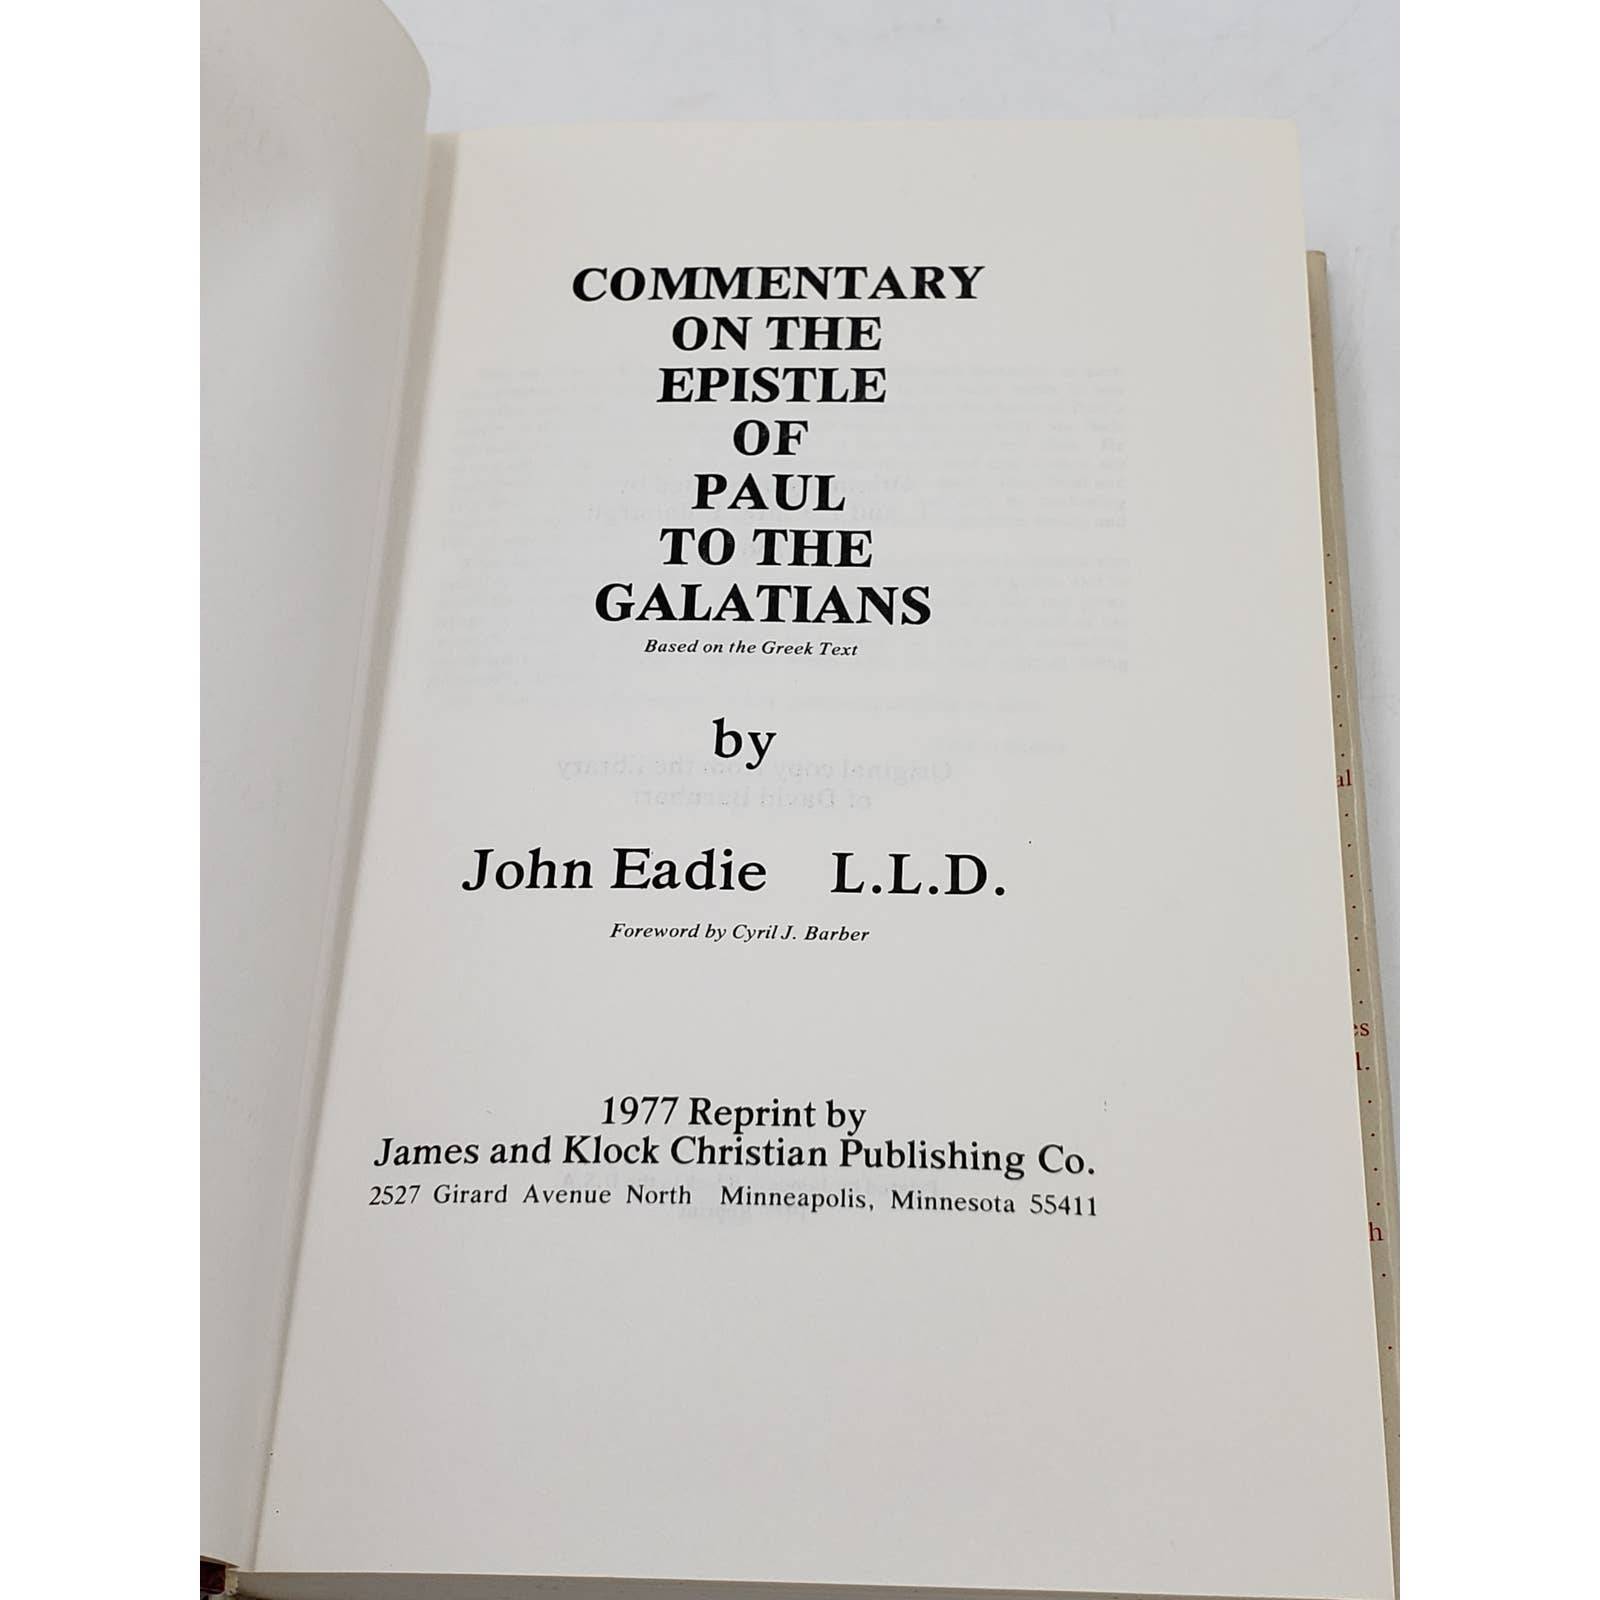 COMMENTARY
ON THE
EPISTLE
OF
PAUL
TO THE
GALATIANS
Based on the Greek Text
by
John Eadie L.L.D.
Foreword by Cyril J. Barber
1977 Reprint by
James and Klock Christian Publishing Co.
2527 Girard Avenue North Minneapolis, Minnesota 55411